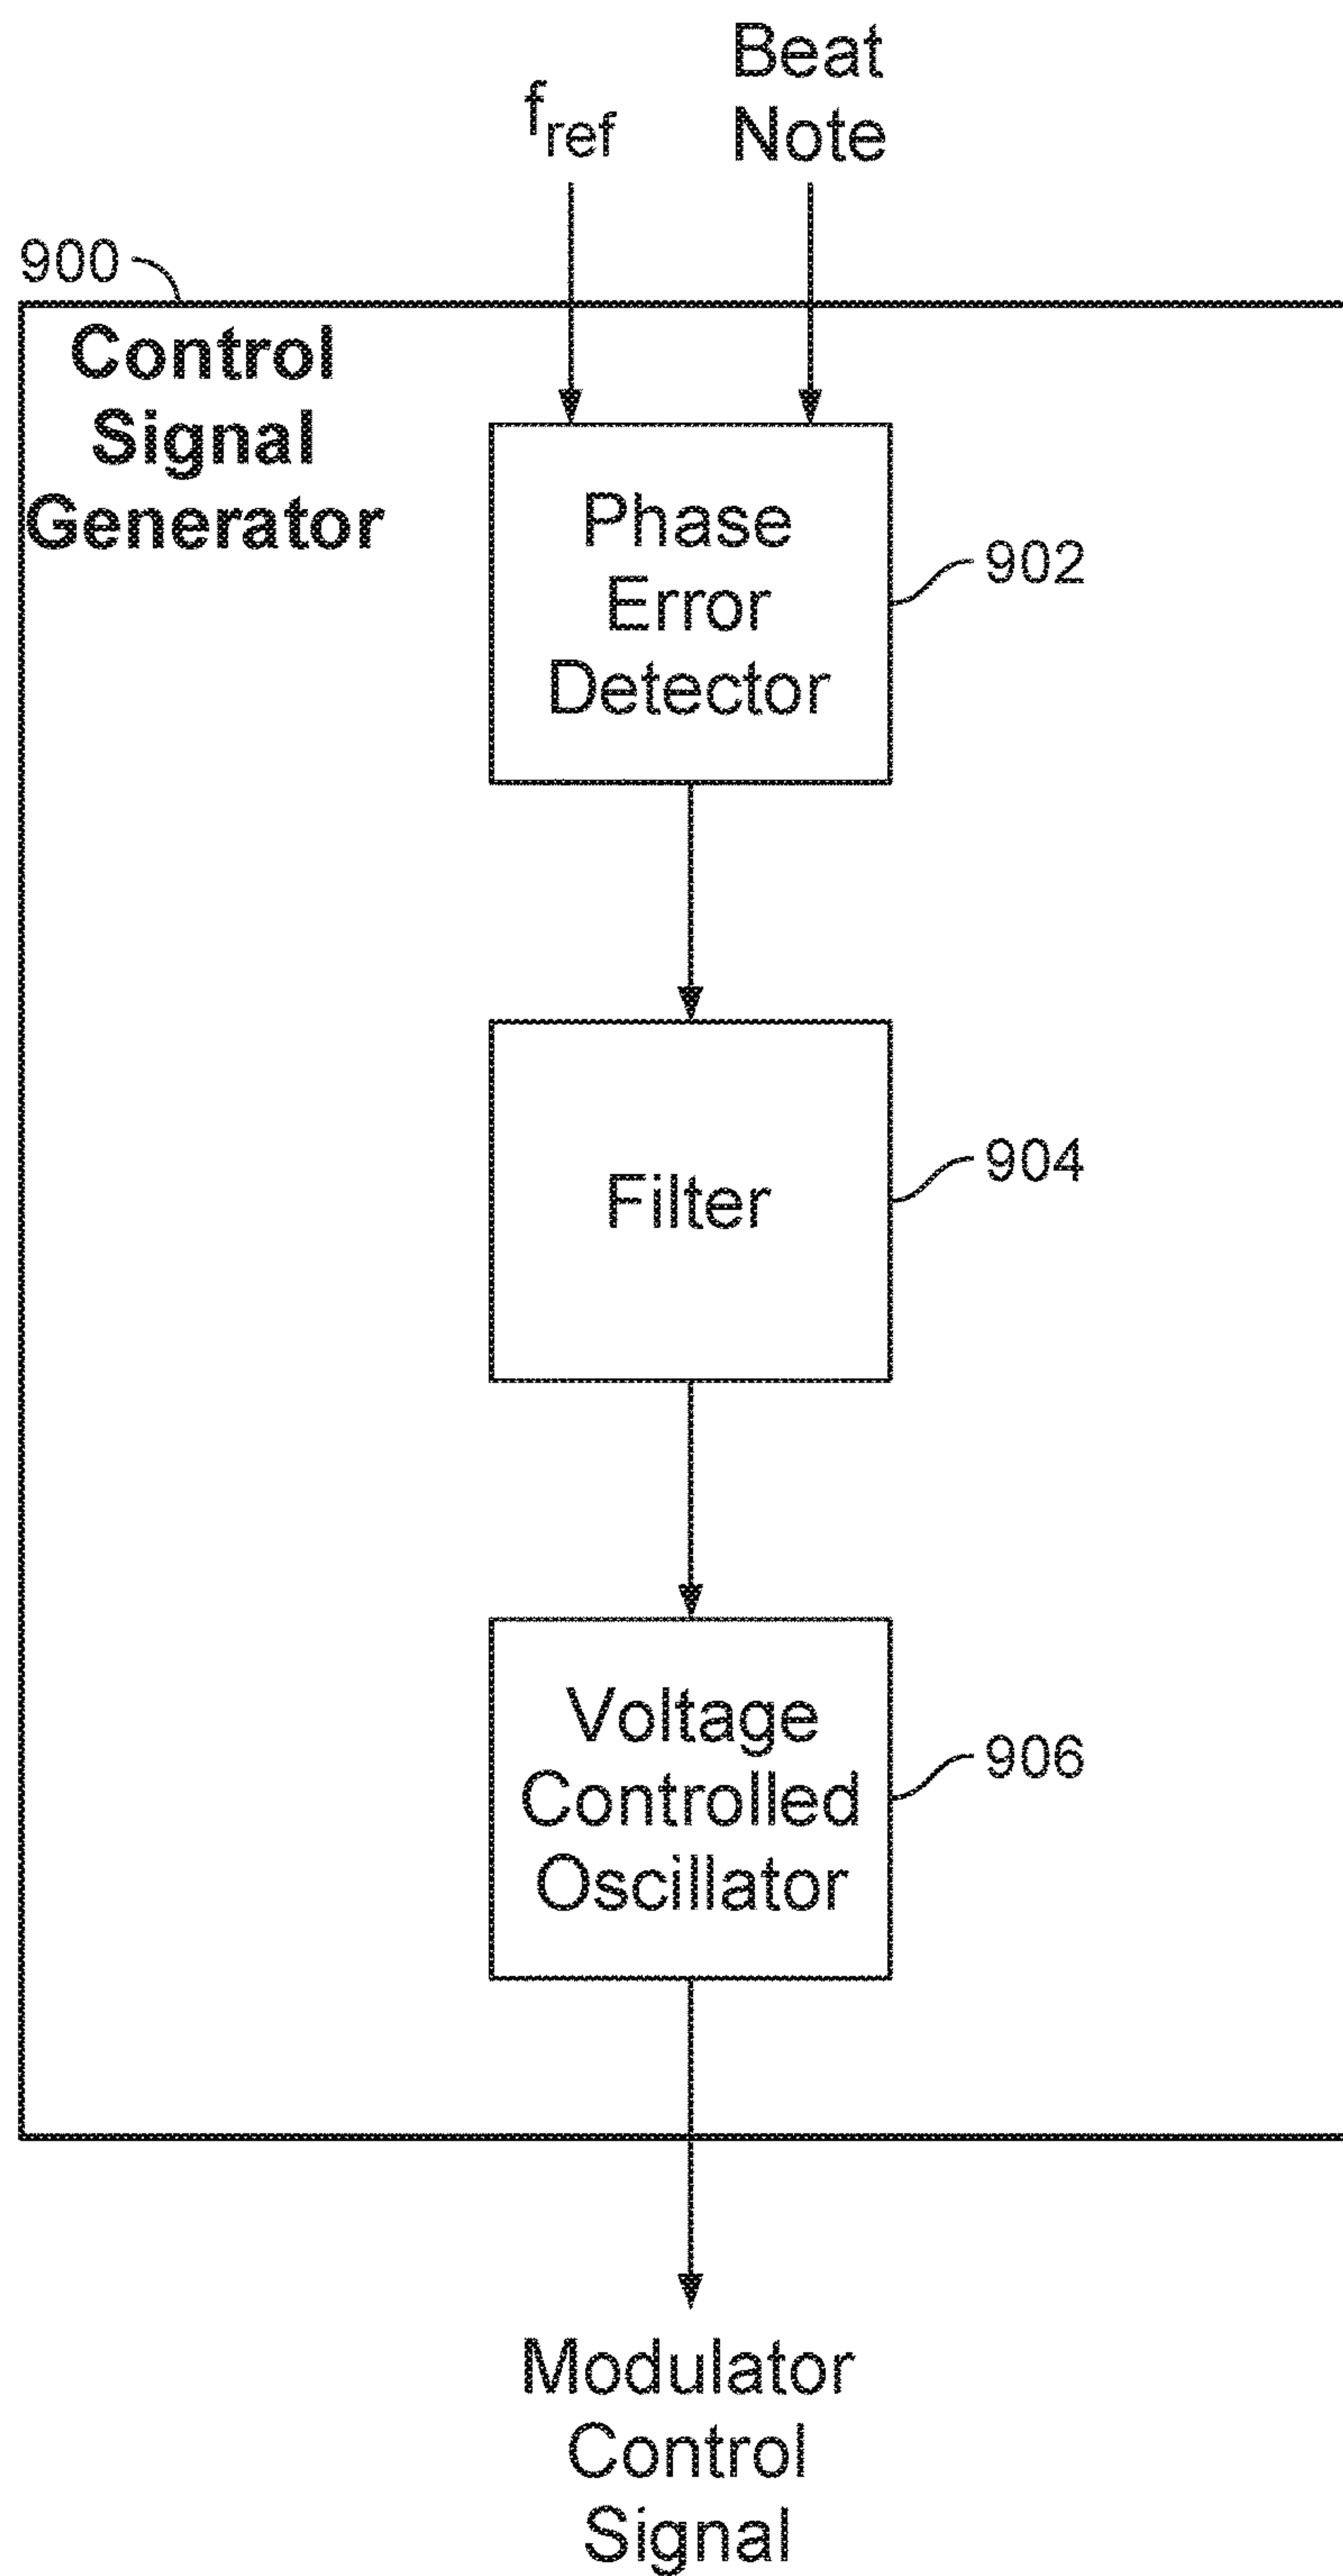 f_ref
Beat
Note
900
Control
Signal
Generator
Phase
Error
Detector
902
Filter
904
Voltage
Controlled
Oscillator
906
Modulator
Control
Signal